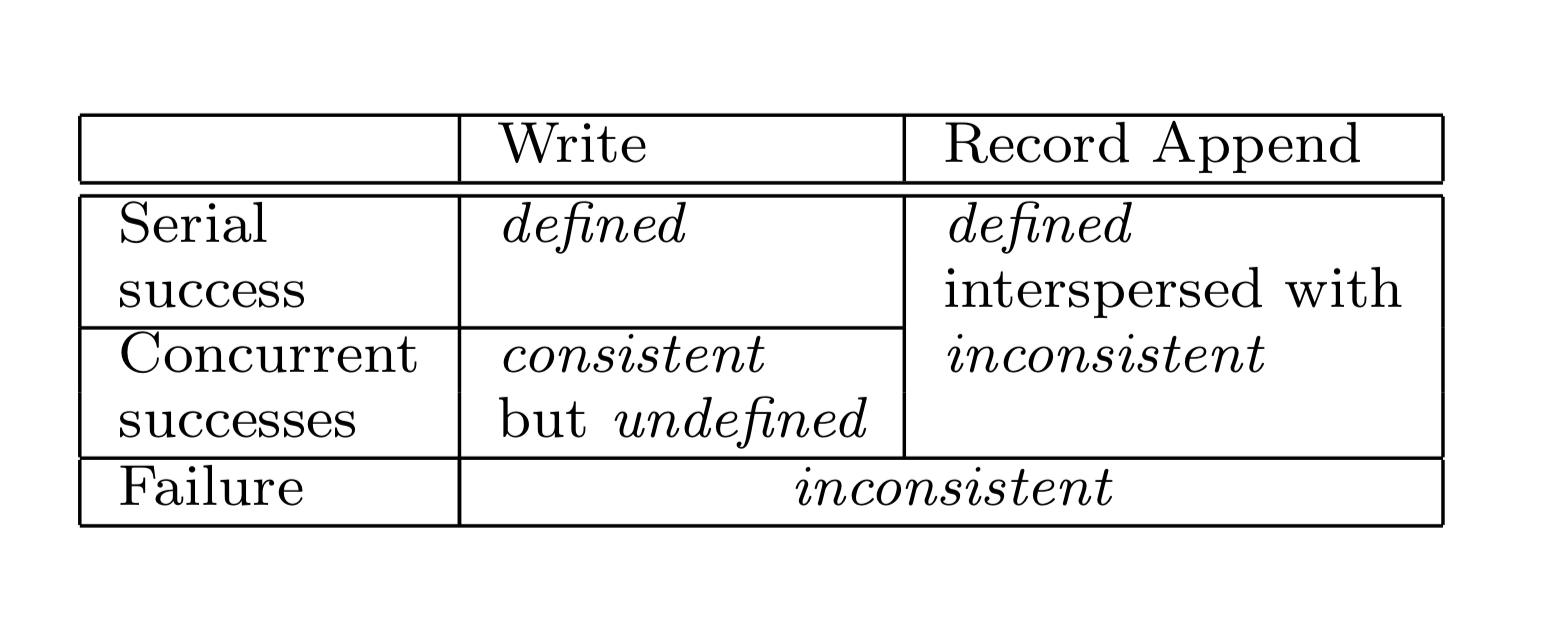 Write Record Append
Serial defined defined
success interspersed with
Concurrent consistent inconsistent
successes but undefined
Failure inconsistent